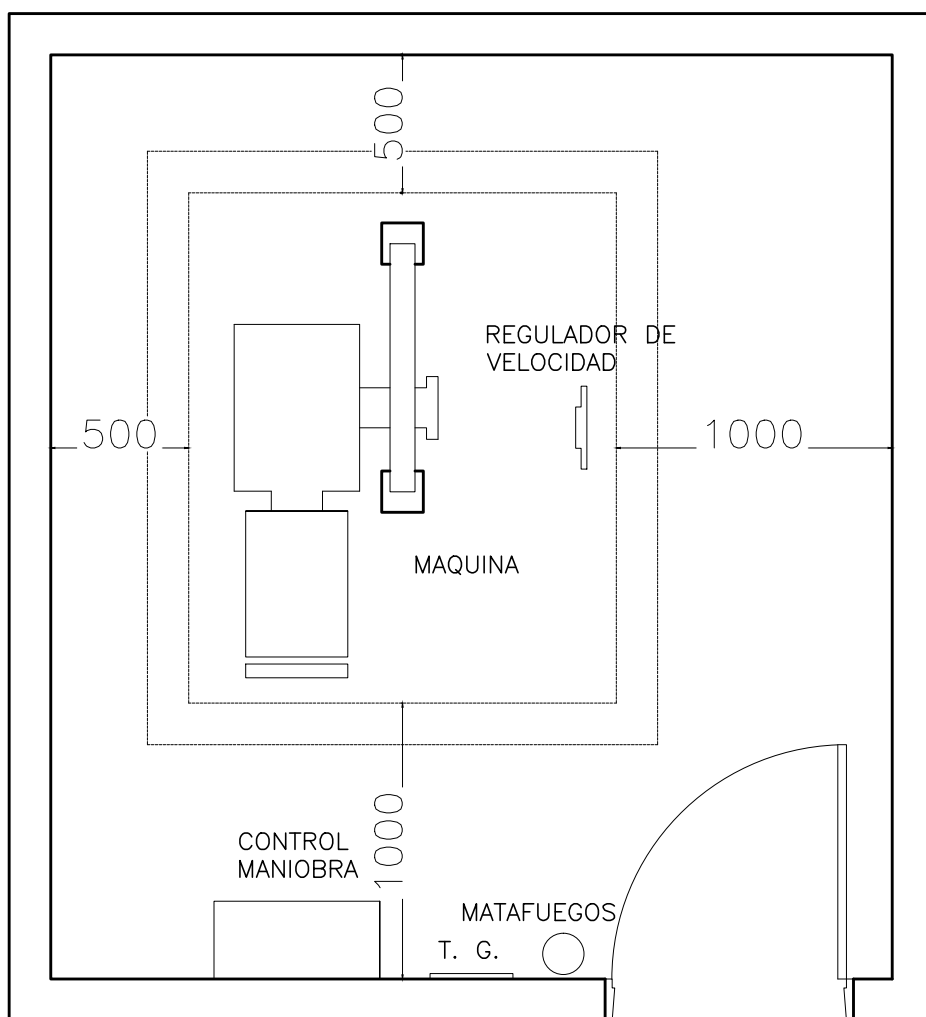 500
REGULADOR DE
VELOCIDAD
500
1000
MAQUINA
1000
CONTROL
MANIOBRA
MATAFUEGOS
T. G.